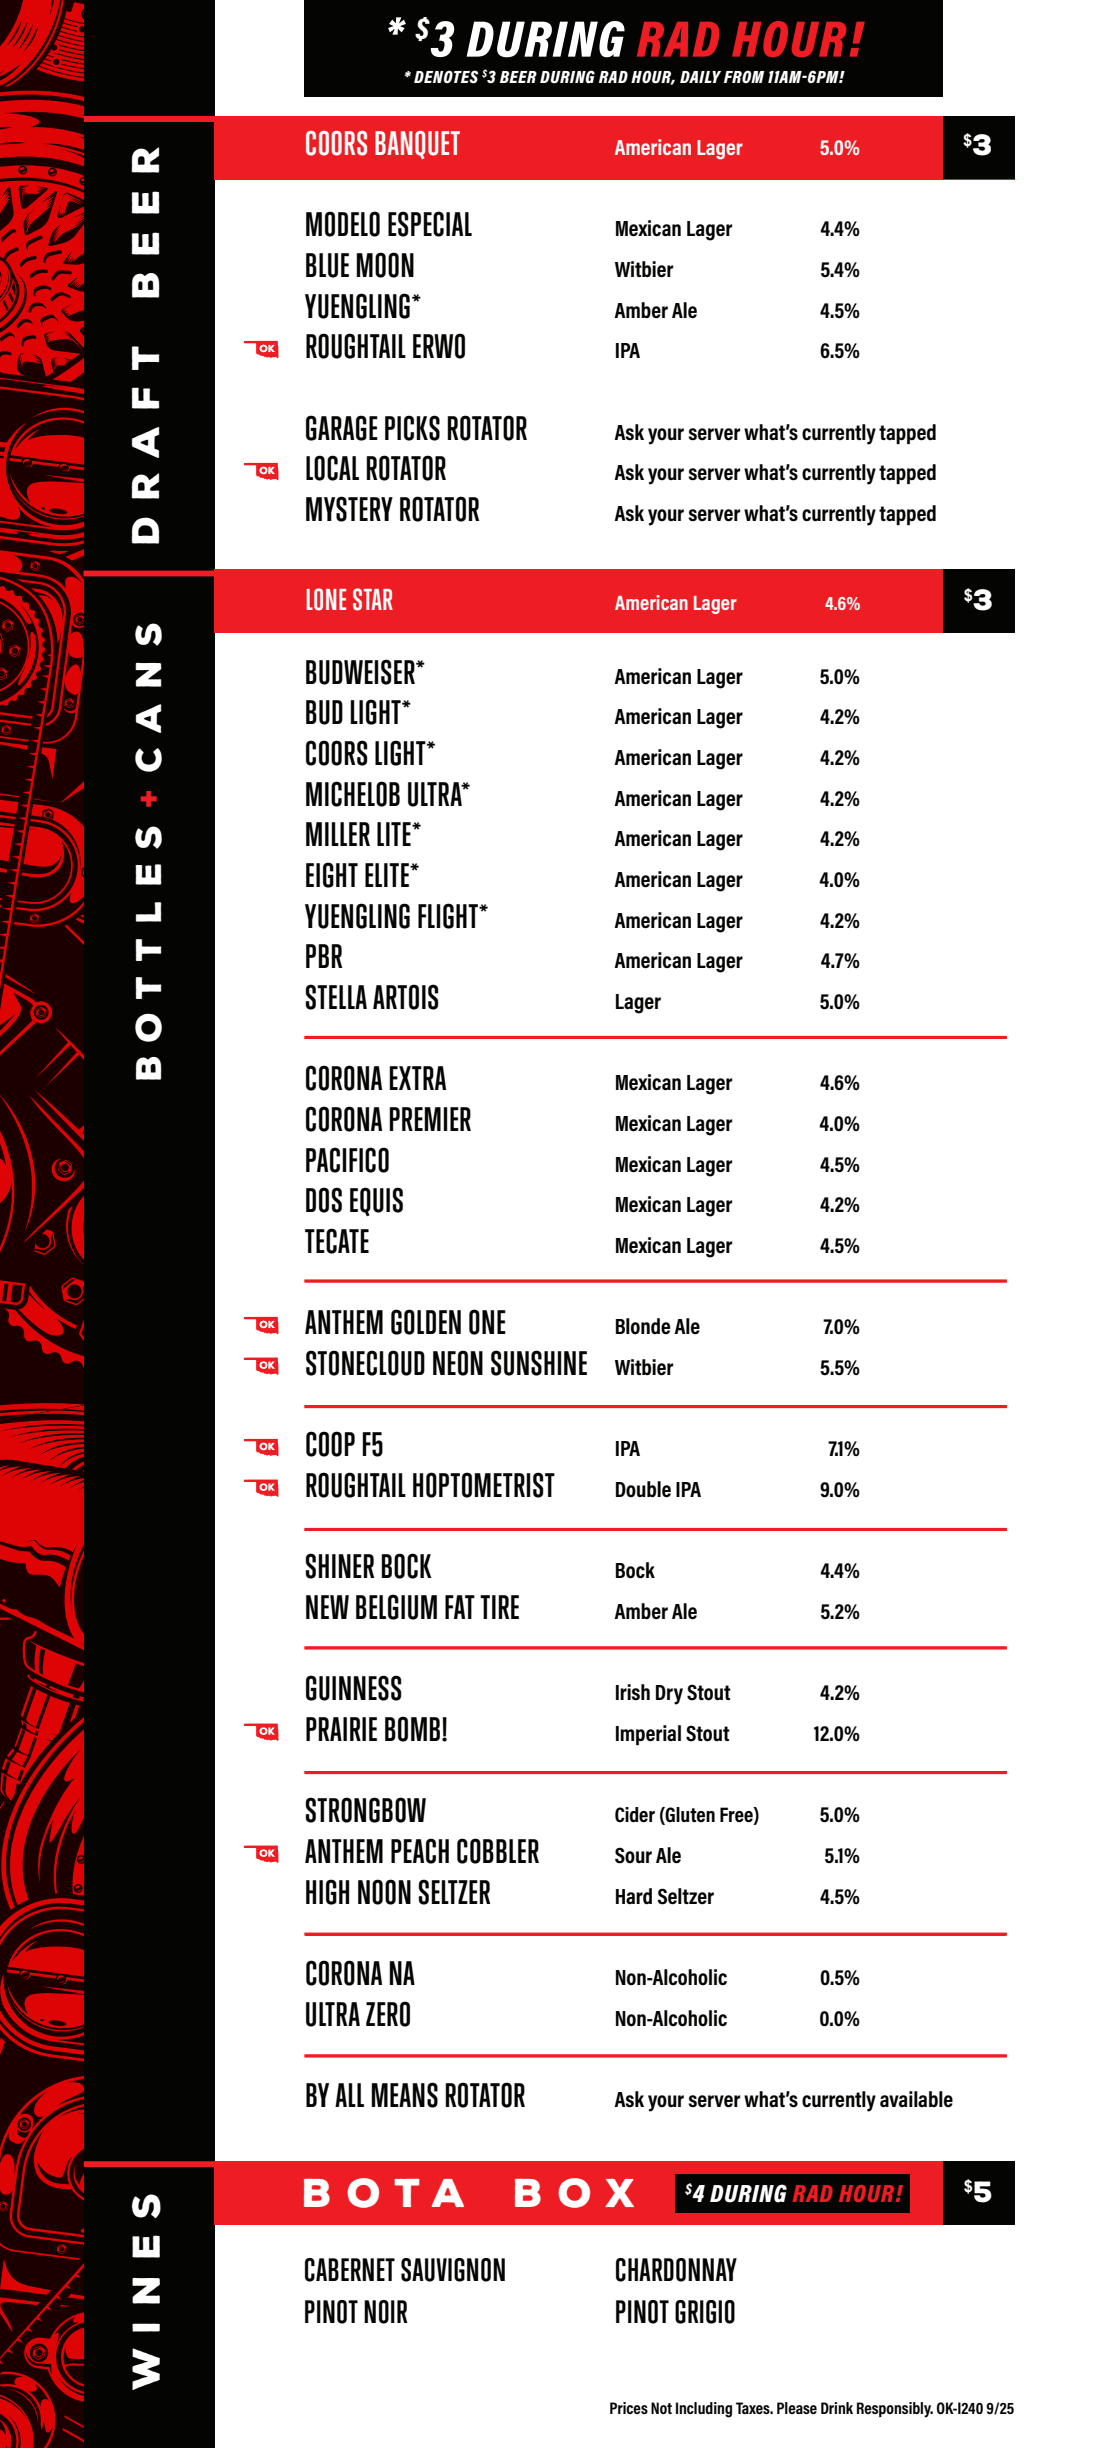 * $3 DURING RAD HOUR!
* DENOTES $3 BEER DURING RAD HOUR, DAILY FROM 11AM-6PM!
DRAFT BEER
COORS BANQUET American Lager 5.0% $3
MODELO ESPECIAL Mexican Lager 4.4%
BLUE MOON Witbier 5.4%
YUENGLING* Amber Ale 4.5%
OK ROUGHTAIL ERWO IPA 6.5%
GARAGE PICKS ROTATOR Ask your server what's currently tapped
OK LOCAL ROTATOR Ask your server what's currently tapped
MYSTERY ROTATOR Ask your server what's currently tapped
BOTTLES + CANS
LONE STAR American Lager 4.6% $3
BUDWEISER* American Lager 5.0%
BUD LIGHT* American Lager 4.2%
COORS LIGHT* American Lager 4.2%
MICHELOB ULTRA* American Lager 4.2%
MILLER LITE* American Lager 4.2%
EIGHT ELITE* American Lager 4.0%
YUENGLING FLIGHT* American Lager 4.2%
PBR American Lager 4.7%
STELLA ARTOIS Lager 5.0%
CORONA EXTRA Mexican Lager 4.6%
CORONA PREMIER Mexican Lager 4.0%
PACIFICO Mexican Lager 4.5%
DOS EQUIS Mexican Lager 4.2%
TECATE Mexican Lager 4.5%
OK ANTHEM GOLDEN ONE Blonde Ale 7.0%
OK STONECLOUD NEON SUNSHINE Witbier 5.5%
OK COOP F5 IPA 7.1%
OK ROUGHTAIL HOPTOMETRIST Double IPA 9.0%
SHINER BOCK Bock 4.4%
NEW BELGIUM FAT TIRE Amber Ale 5.2%
GUINNESS Irish Dry Stout 4.2%
OK PRAIRIE BOMB! Imperial Stout 12.0%
STRONGBOW Cider (Gluten Free) 5.0%
OK ANTHEM PEACH COBBLER Sour Ale 5.1%
HIGH NOON SELTZER Hard Seltzer 4.5%
CORONA NA Non-Alcoholic 0.5%
ULTRA ZERO Non-Alcoholic 0.0%
BY ALL MEANS ROTATOR Ask your server what's currently available
WINES
BOTA BOX $4 DURING RAD HOUR! $5
CABERNET SAUVIGNON CHARDONNAY
PINOT NOIR PINOT GRIGIO
Prices Not Including Taxes. Please Drink Responsibly. OK-I240 9/25